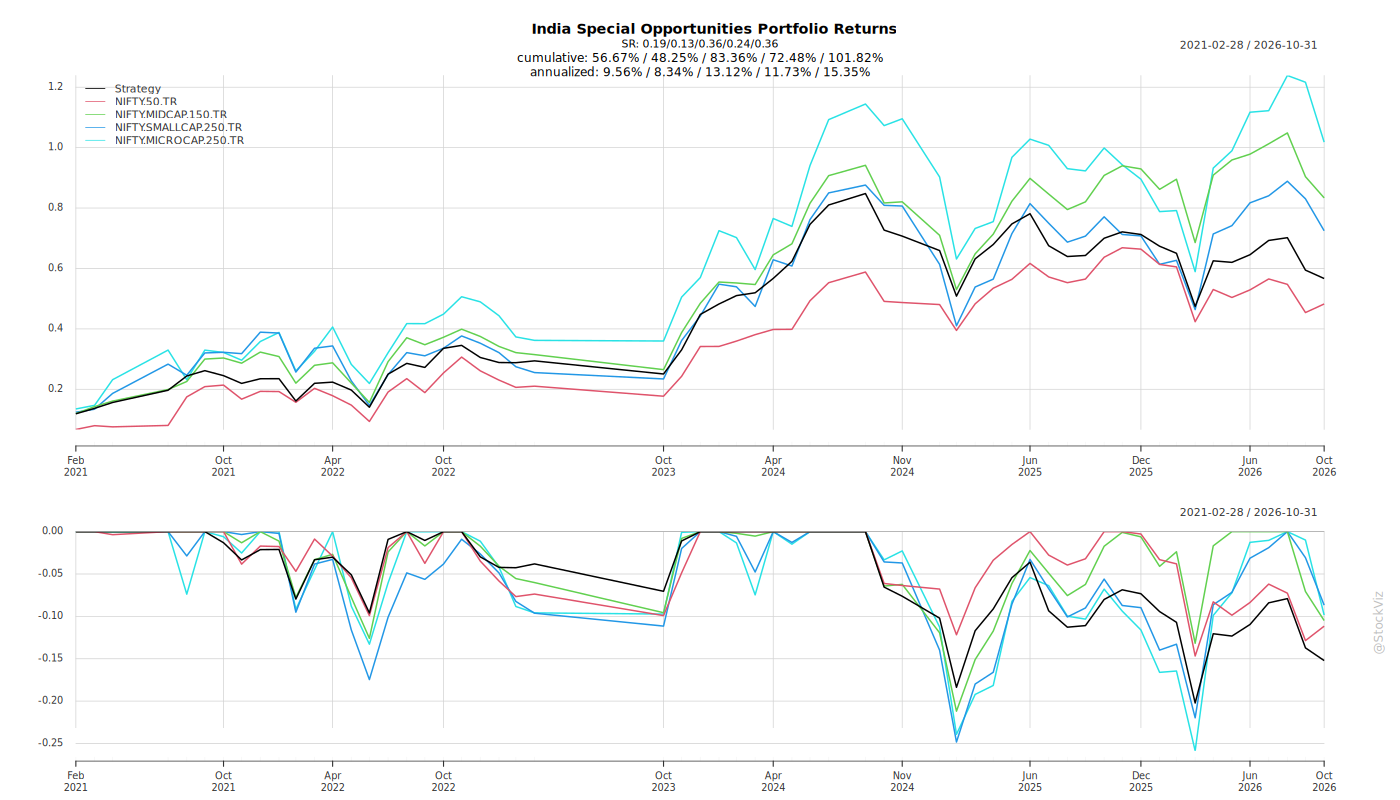 India Special Opportunities Portfolio Returns
SR: 0.19/0.13/0.36/0.24/0.36
cumulative: 56.67% / 48.25% / 83.36% / 72.48% / 101.82%
annualized: 9.56% / 8.34% / 13.12% / 11.73% / 15.35%
2021-02-28 / 2026-10-31
Strategy
NIFTY.50.TR
NIFTY.MIDCAP.150.TR
NIFTY.SMALLCAP.250.TR
NIFTY.MICROCAP.250.TR
1.2
1.0
0.8
0.6
0.4
0.2
Feb Oct Apr Oct Oct Apr Nov Jun Dec Jun Oct
2021 2021 2022 2022 2023 2024 2024 2025 2025 2026 2026
2021-02-28 / 2026-10-31
0.00
-0.05
-0.10
-0.15
-0.20
-0.25
Feb Oct Apr Oct Oct Apr Nov Jun Dec Jun Oct
2021 2021 2022 2022 2023 2024 2024 2025 2025 2026 2026
@StockViz